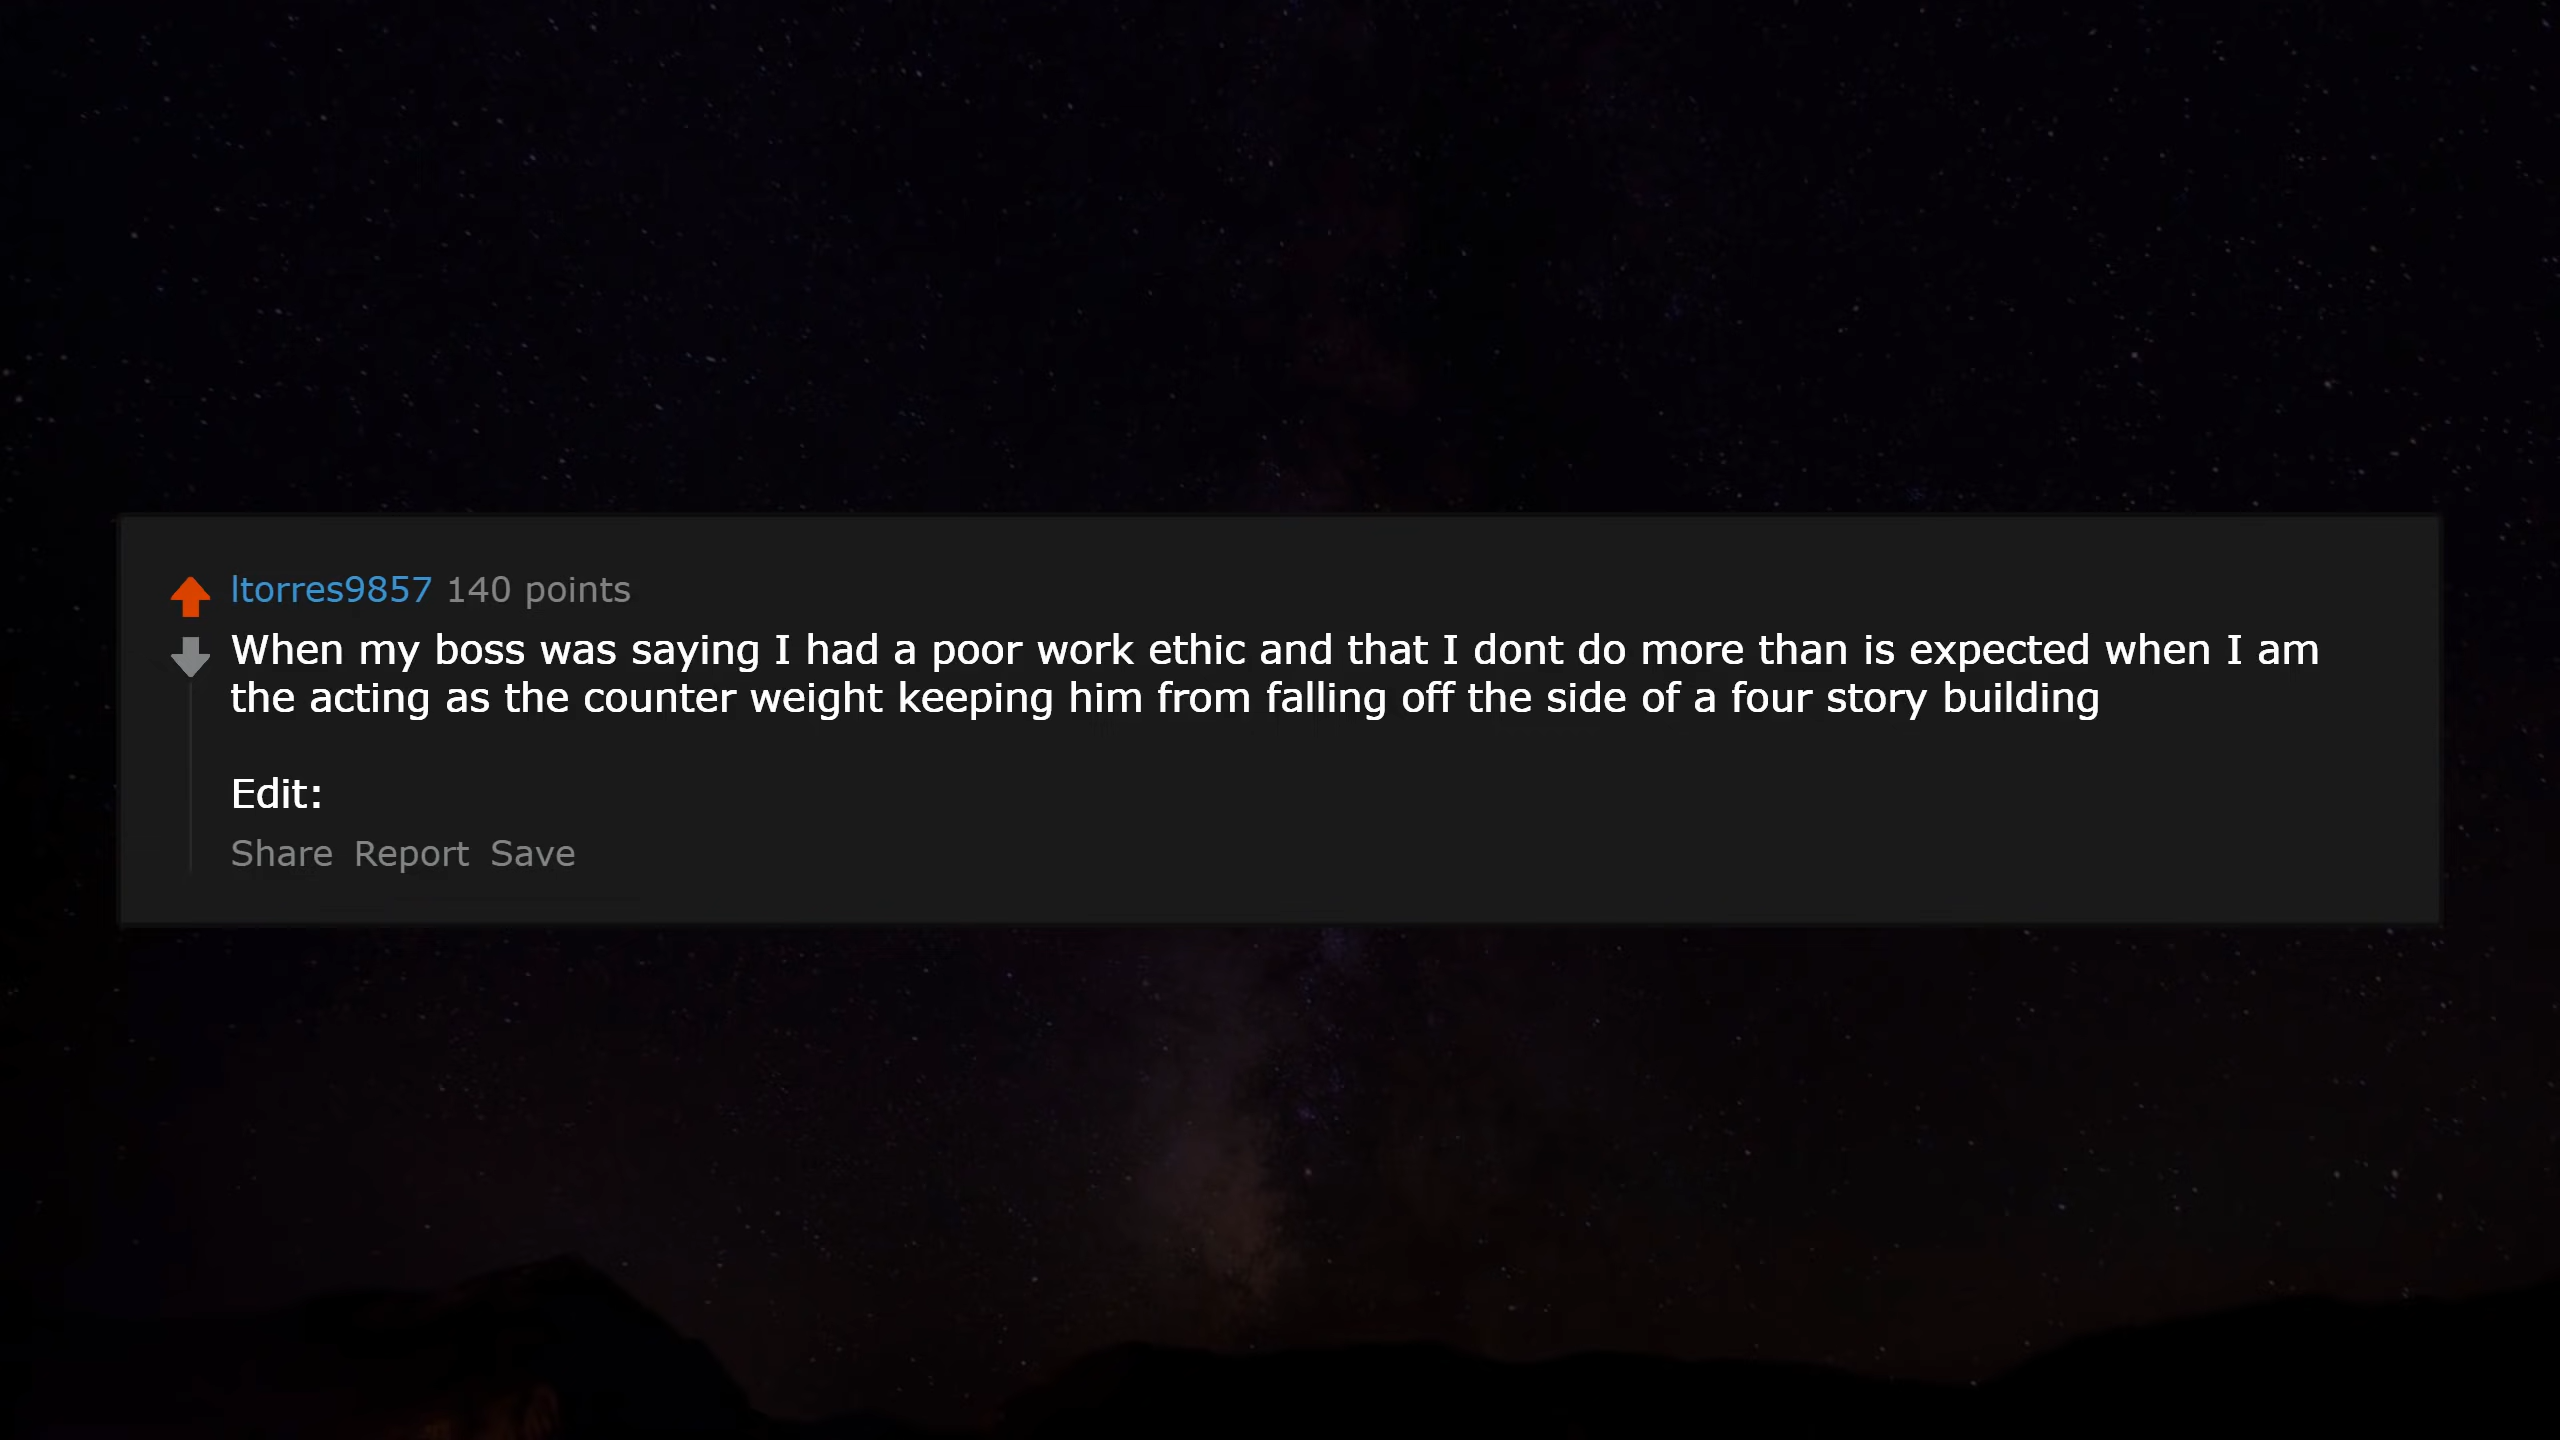 ltorres9857 140 points
When my boss was saying I had a poor work ethic and that I dont do more than is expected when I am
the acting as the counter weight keeping him from falling off the side of a four story building
Edit:
Share Report Save